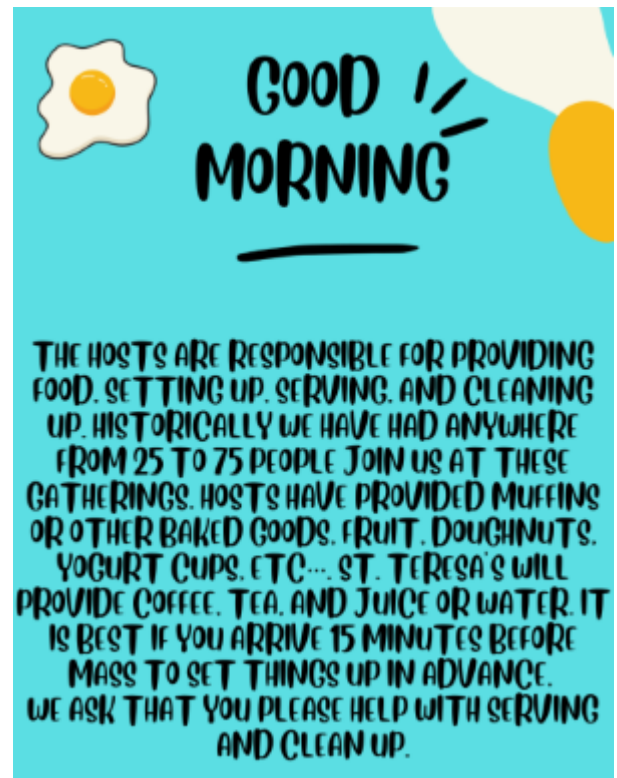 GOOD
MORNING
THE HOSTS ARE RESPONSIBLE FOR PROVIDING
FOOD, SETTING UP, SERVING, AND CLEANING
UP. HISTORICALLY WE HAVE HAD ANYWHERE
FROM 25 TO 75 PEOPLE JOIN US AT THESE
GATHERINGS. HOSTS HAVE PROVIDED MUFFINS
OR OTHER BAKED GOODS, FRUIT, DOUGHNUTS,
YOGURT CUPS, ETC.... ST. TERESA'S WILL
PROVIDE COFFEE, TEA, AND JUICE OR WATER. IT
IS BEST IF YOU ARRIVE 15 MINUTES BEFORE
MASS TO SET THINGS UP IN ADVANCE.
WE ASK THAT YOU PLEASE HELP WITH SERVING
AND CLEAN UP.